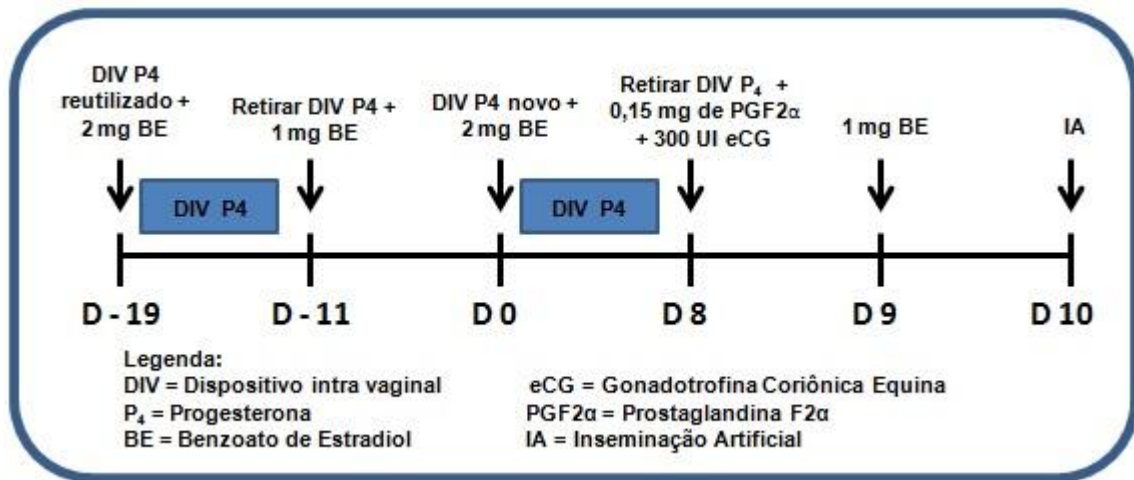 DIV P4
reutilizado +
2 mg BE
Retirar DIV P4 +
1 mg BE
DIV P4 novo +
2 mg BE
Retirar DIV P₄ +
0,15 mg de PGF2α
+ 300 UI eCG
1 mg BE
IA
DIV P4
DIV P4
D - 19
D - 11
D 0
D 8
D 9
D 10
Legenda:
DIV = Dispositivo intra vaginal
P₄ = Progesterona
BE = Benzoato de Estradiol
eCG = Gonadotrofina Coriônica Equina
PGF2α = Prostaglandina F2α
IA = Inseminação Artificial